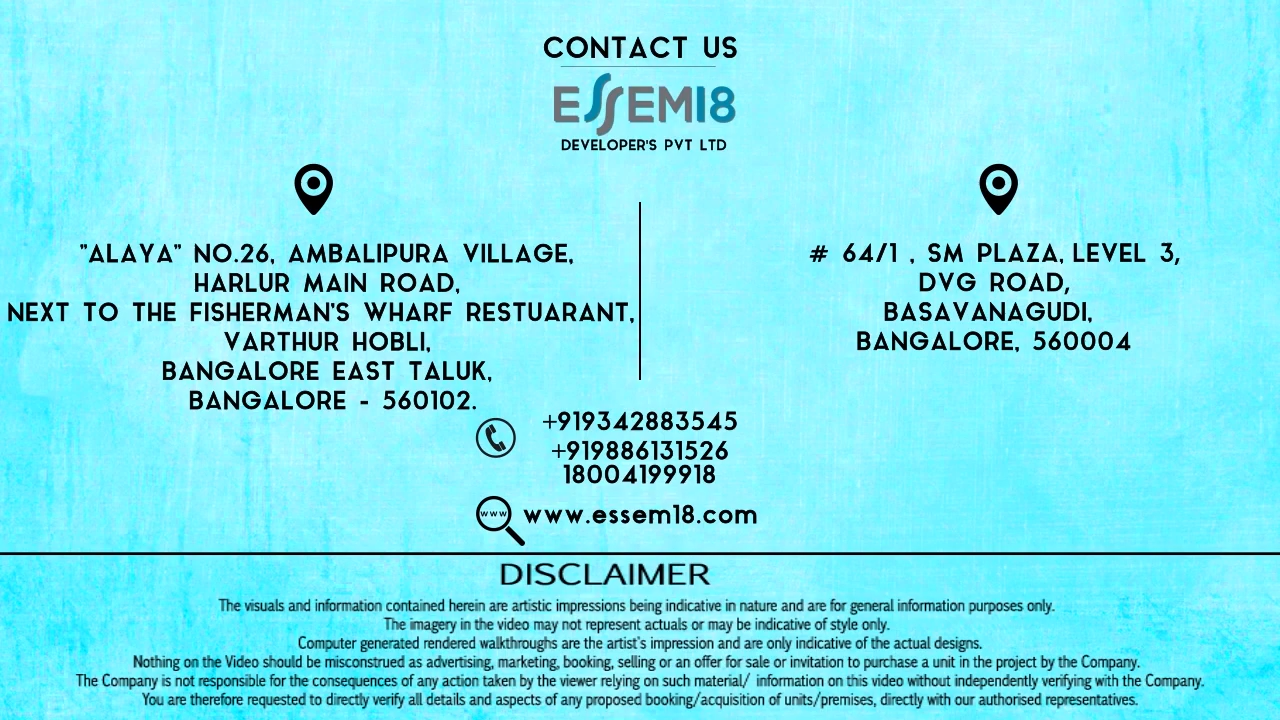 CONTACT US
ESSEM18
DEVELOPER'S PVT LTD
"ALAYA" NO.26, AMBALIPURA VILLAGE,
HARLUR MAIN ROAD,
NEXT TO THE FISHERMAN'S WHARF RESTUARANT,
VARTHUR HOBLI,
BANGALORE EAST TALUK,
BANGALORE - 560102.
# 64/1 , SM PLAZA, LEVEL 3,
DVG ROAD,
BASAVANAGUDI,
BANGALORE, 560004
+919342883545
+919886131526
18004199918
www
www.essem18.com
DISCLAIMER
The visuals and information contained herein are artistic impressions being indicative in nature and are for general information purposes only.
The imagery in the video may not represent actuals or may be indicative of style only.
Computer generated rendered walkthroughs are the artist's impression and are only indicative of the actual designs.
Nothing on the Video should be misconstrued as advertising, marketing, booking, selling or an offer for sale or invitation to purchase a unit in the project by the Company.
The Company is not responsible for the consequences of any action taken by the viewer relying on such material/ information on this video without independently verifying with the Company.
You are therefore requested to directly verify all details and aspects of any proposed booking/acquisition of units/premises, directly with our authorised representatives.